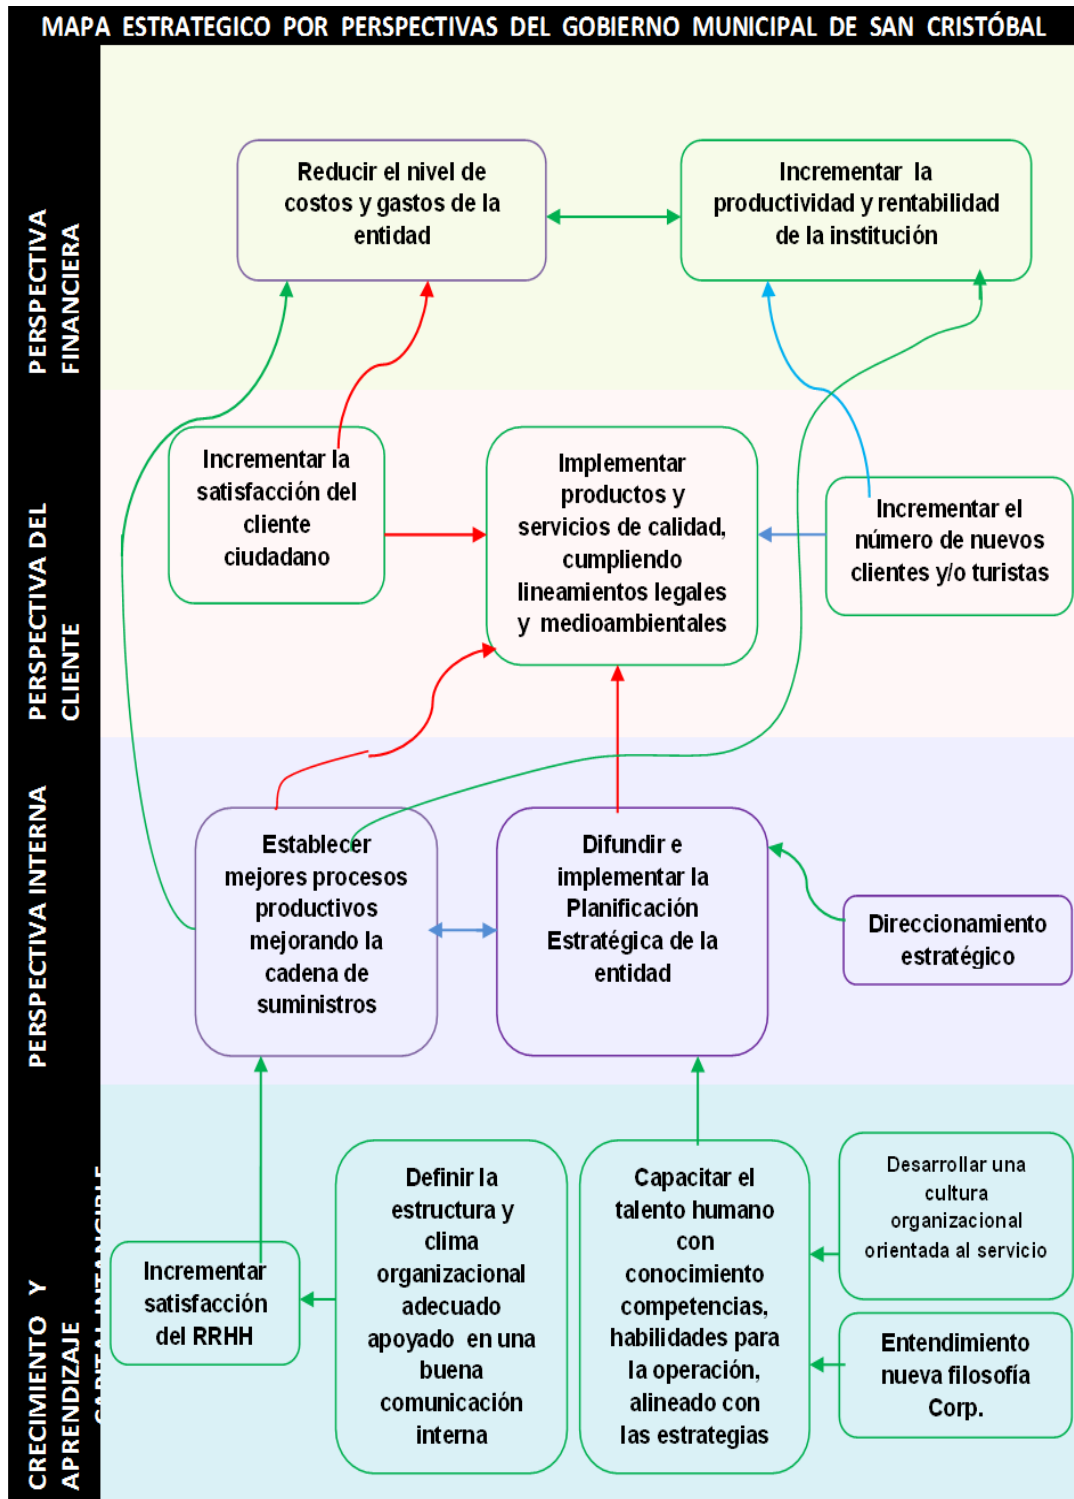 MAPA ESTRATEGICO POR PERSPECTIVAS DEL GOBIERNO MUNICIPAL DE SAN CRISTÓBAL
PERSPECTIVA
FINANCIERA
Reducir el nivel de
costos y gastos de la
entidad
Incrementar la
productividad y rentabilidad
de la institución
PERSPECTIVA DEL
CLIENTE
Incrementar la
satisfacción del
cliente
ciudadano
Implementar
productos y
servicios de calidad,
cumpliendo
lineamientos legales
y medioambientales
Incrementar el
número de nuevos
clientes y/o turistas
PERSPECTIVA INTERNA
Establecer
mejores procesos
productivos
mejorando la
cadena de
suministros
Difundir e
implementar la
Planificación
Estratégica de la
entidad
Direccionamiento
estratégico
CRECIMIENTO Y
APRENDIZAJE
CAPITAL INTANGIBLE
Incrementar
satisfacción
del RRHH
Definir la
estructura y
clima
organizacional
adecuado
apoyado en una
buena
comunicación
interna
Capacitar el
talento humano
con
conocimiento
competencias,
habilidades para
la operación,
alineado con
las estrategias
Desarrollar una
cultura
organizacional
orientada al servicio
Entendimiento
nueva filosofía
Corp.